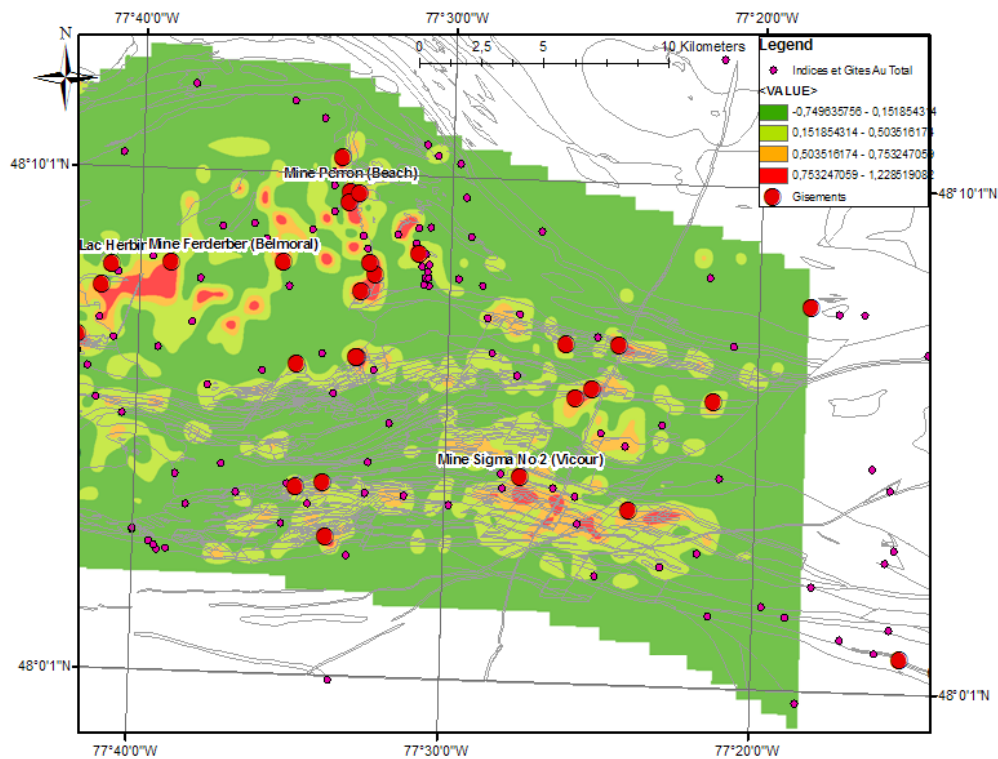 77°40'0"W 77°30'0"W 77°20'0"W
N
0 2,5 5 10 Kilometers
Legend
Indices et Gites Au Total
<VALUE>
-0,749635756 - 0,151854314
0,151854314 - 0,503516174
0,503516174 - 0,753247059
0,753247059 - 1,228519082
Gisements
48°10'1"N
48°10'1"N
Mine Perron (Beach)
Lac Herbin
Mine Ferderber (Belmoral)
Mine Sigma No.2 (Vicour)
48°0'1"N
48°0'1"N
77°40'0"W 77°30'0"W 77°20'0"W